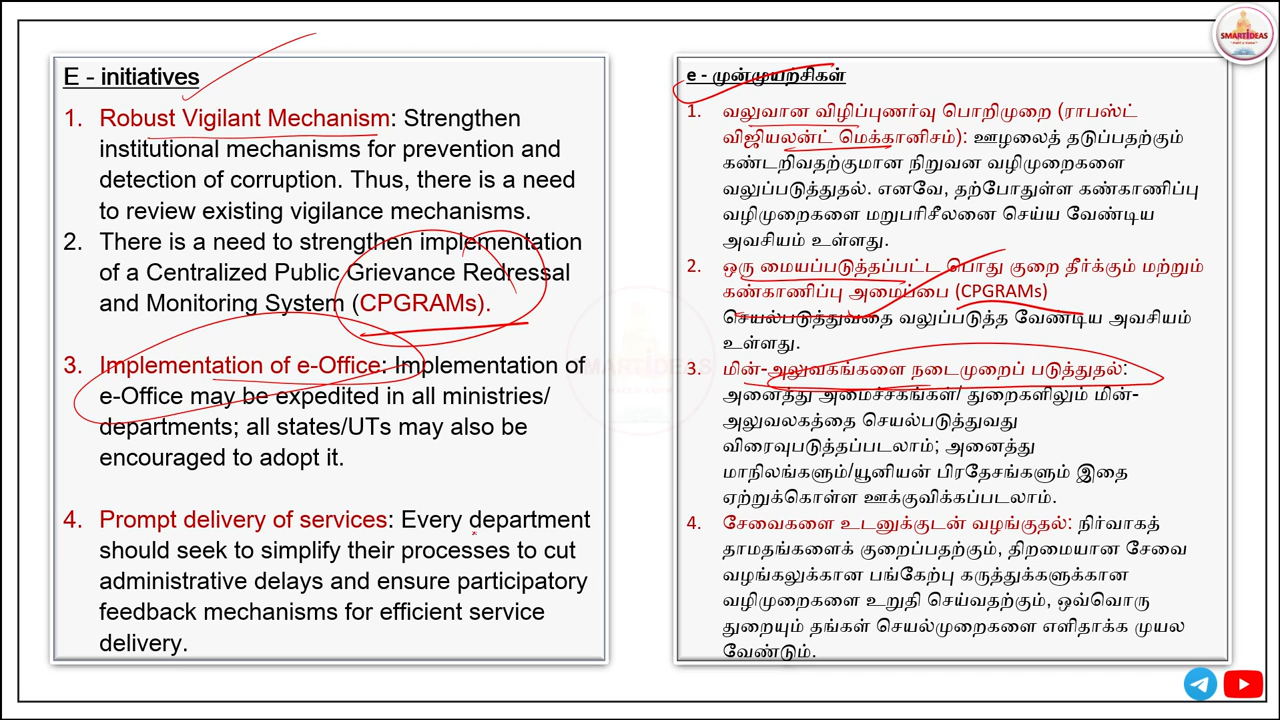 SMARTIDEAS
E - initiatives
1. Robust Vigilant Mechanism: Strengthen
institutional mechanisms for prevention and
detection of corruption. Thus, there is a need
to review existing vigilance mechanisms.
2. There is a need to strengthen implementation
of a Centralized Public Grievance Redressal
and Monitoring System (CPGRAMs).
3. Implementation of e-Office: Implementation of
e-Office may be expedited in all ministries/
departments; all states/UTs may also be
encouraged to adopt it.
4. Prompt delivery of services: Every department
should seek to simplify their processes to cut
administrative delays and ensure participatory
feedback mechanisms for efficient service
delivery.
e - முன்முயற்சிகள்
1. வலுவான விழிப்புணர்வு பொறிமுறை (ராபஸ்ட்
விஜியலன்ட் மெக்தானிசம்): ஊழலைத் தடுப்பதற்கும்
கண்டறிவதற்குமான நிறுவன வழிமுறைகளை
வலுப்படுத்துதல். எனவே, தற்போதுள்ள கண்காணிப்பு
வழிமுறைகளை மறுபரிசீலனை செய்ய வேண்டிய
அவசியம் உள்ளது.
2. ஒரு மையப்படுத்தப்பட்ட பொது குறை தீர்க்கும் மற்றும்
கண்காணிப்பு அமைப்பை (CPGRAMs)
செயல்படுத்துவதை வலுப்படுத்த வேண்டிய அவசியம்
உள்ளது.
3. மின்-அலுவகங்களை நடைமுறைப் படுத்துதல்:
அனைத்து அமைச்சகங்கள்/ துறைகளிலும் மின்-
அலுவலகத்தை செயல்படுத்துவது
விரைவுபடுத்தப்படலாம்; அனைத்து
மாநிலங்களும்/யூனியன் பிரதேசங்களும் இதை
ஏற்றுக்கொள்ள ஊக்குவிக்கப்படலாம்.
4. சேவைகளை உடனுக்குடன் வழங்குதல்: நிர்வாகத்
தாமதங்களைக் குறைப்பதற்கும், திறமையான சேவை
வழங்கலுக்கான பங்கேற்பு கருத்துக்களுக்கான
வழிமுறைகளை உறுதி செய்வதற்கும், ஒவ்வொரு
துறையும் தங்கள் செயல்முறைகளை எளிதாக்க முயல
வேண்டும்.
SMARTIDEAS